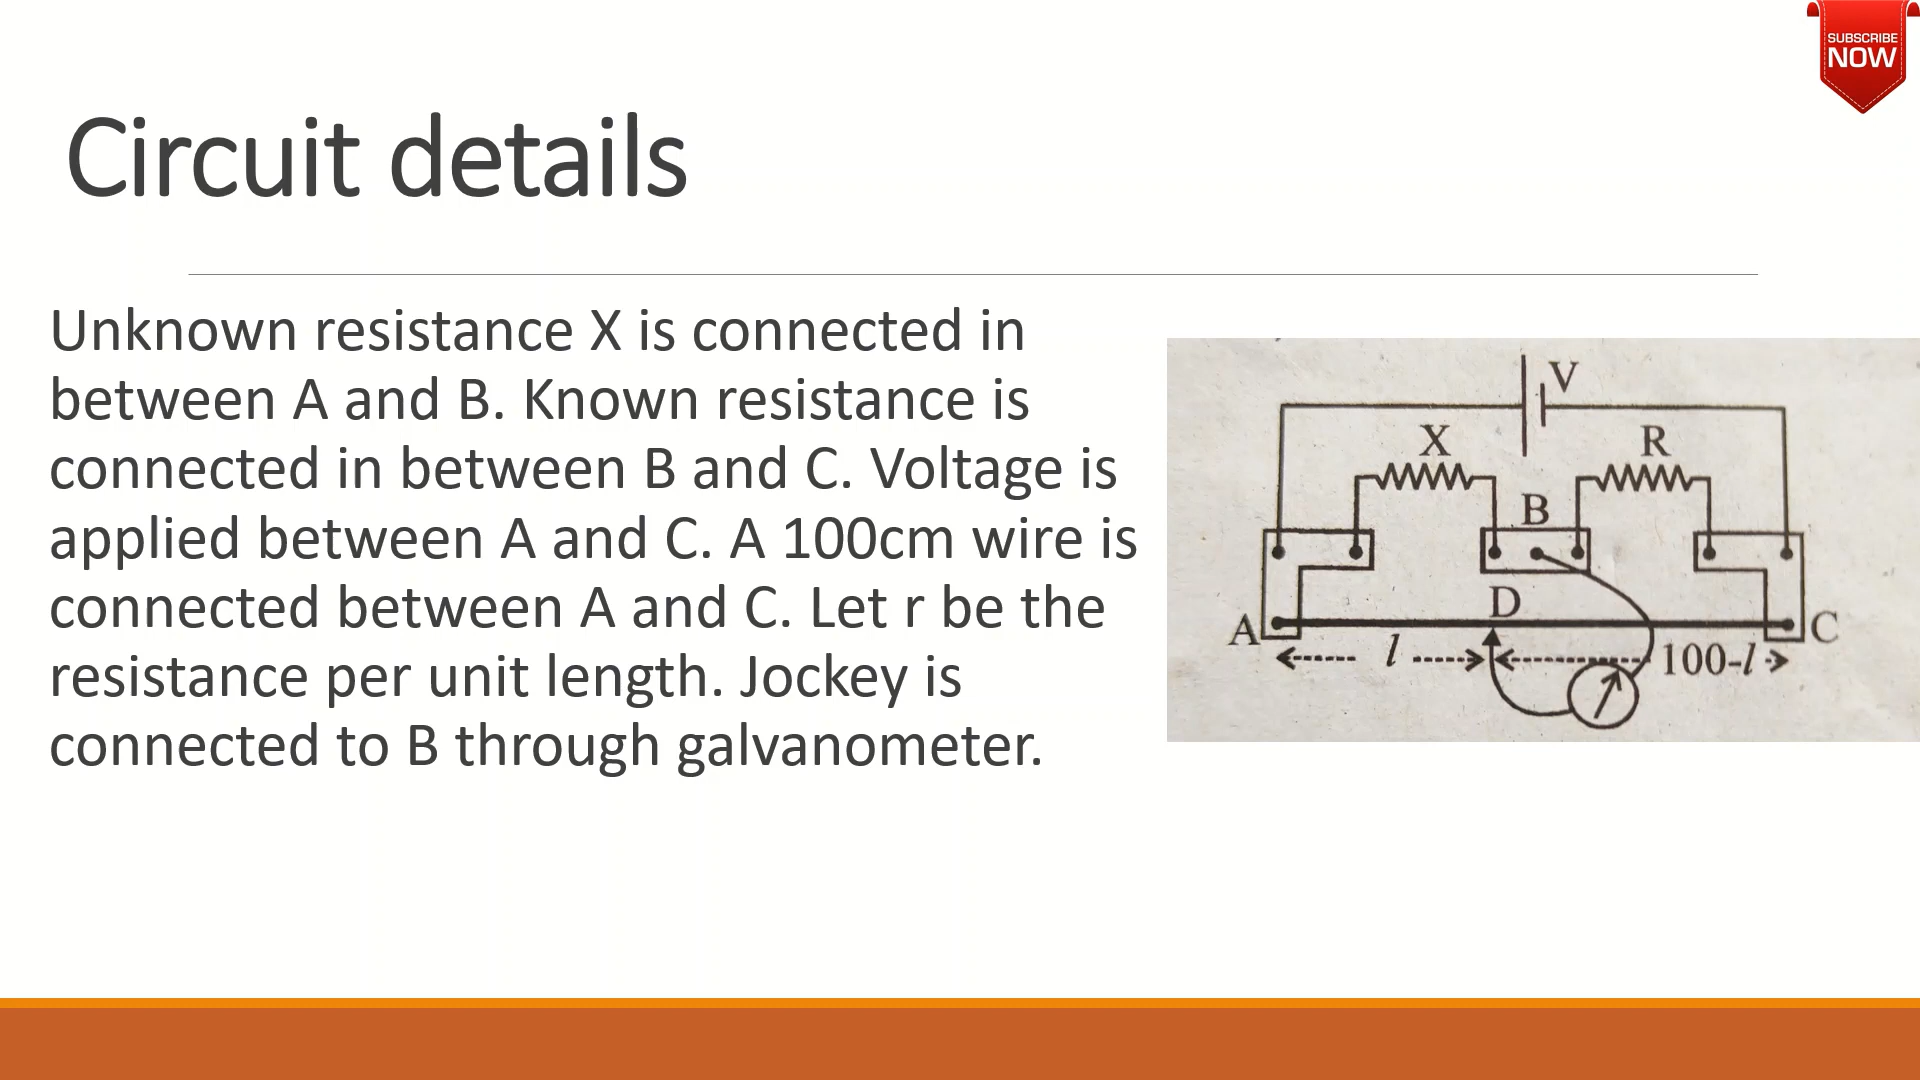 SUBSCRIBE
NOW
Circuit details
Unknown resistance X is connected in
between A and B. Known resistance is
connected in between B and C. Voltage is
applied between A and C. A 100cm wire is
connected between A and C. Let r be the
resistance per unit length. Jockey is
connected to B through galvanometer.
V
X R
B
D
A C
l 100-l